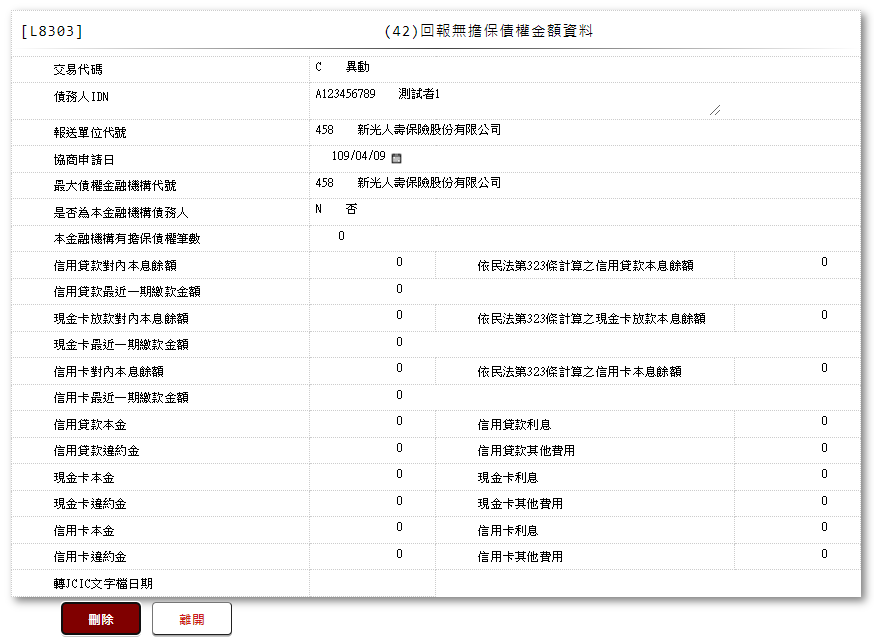 [L8303] (42)回報無擔保債權金額資料
交易代碼 C 異動
債務人IDN A123456789 測試者1
報送單位代號 458 新光人壽保險股份有限公司
協商申請日 109/04/09
最大債權金融機構代號 458 新光人壽保險股份有限公司
是否為本金融機構債務人 N 否
本金融機構有擔保債權筆數 0
信用貸款對內本息餘額 0 依民法第323條計算之信用貸款本息餘額 0
信用貸款最近一期繳款金額 0
現金卡放款對內本息餘額 0 依民法第323條計算之現金卡放款本息餘額 0
現金卡最近一期繳款金額 0
信用卡對內本息餘額 0 依民法第323條計算之信用卡本息餘額 0
信用卡最近一期繳款金額 0
信用貸款本金 0 信用貸款利息 0
信用貸款違約金 0 信用貸款其他費用 0
現金卡本金 0 現金卡利息 0
現金卡違約金 0 現金卡其他費用 0
信用卡本金 0 信用卡利息 0
信用卡違約金 0 信用卡其他費用 0
轉JCIC文字檔日期
刪除 離開